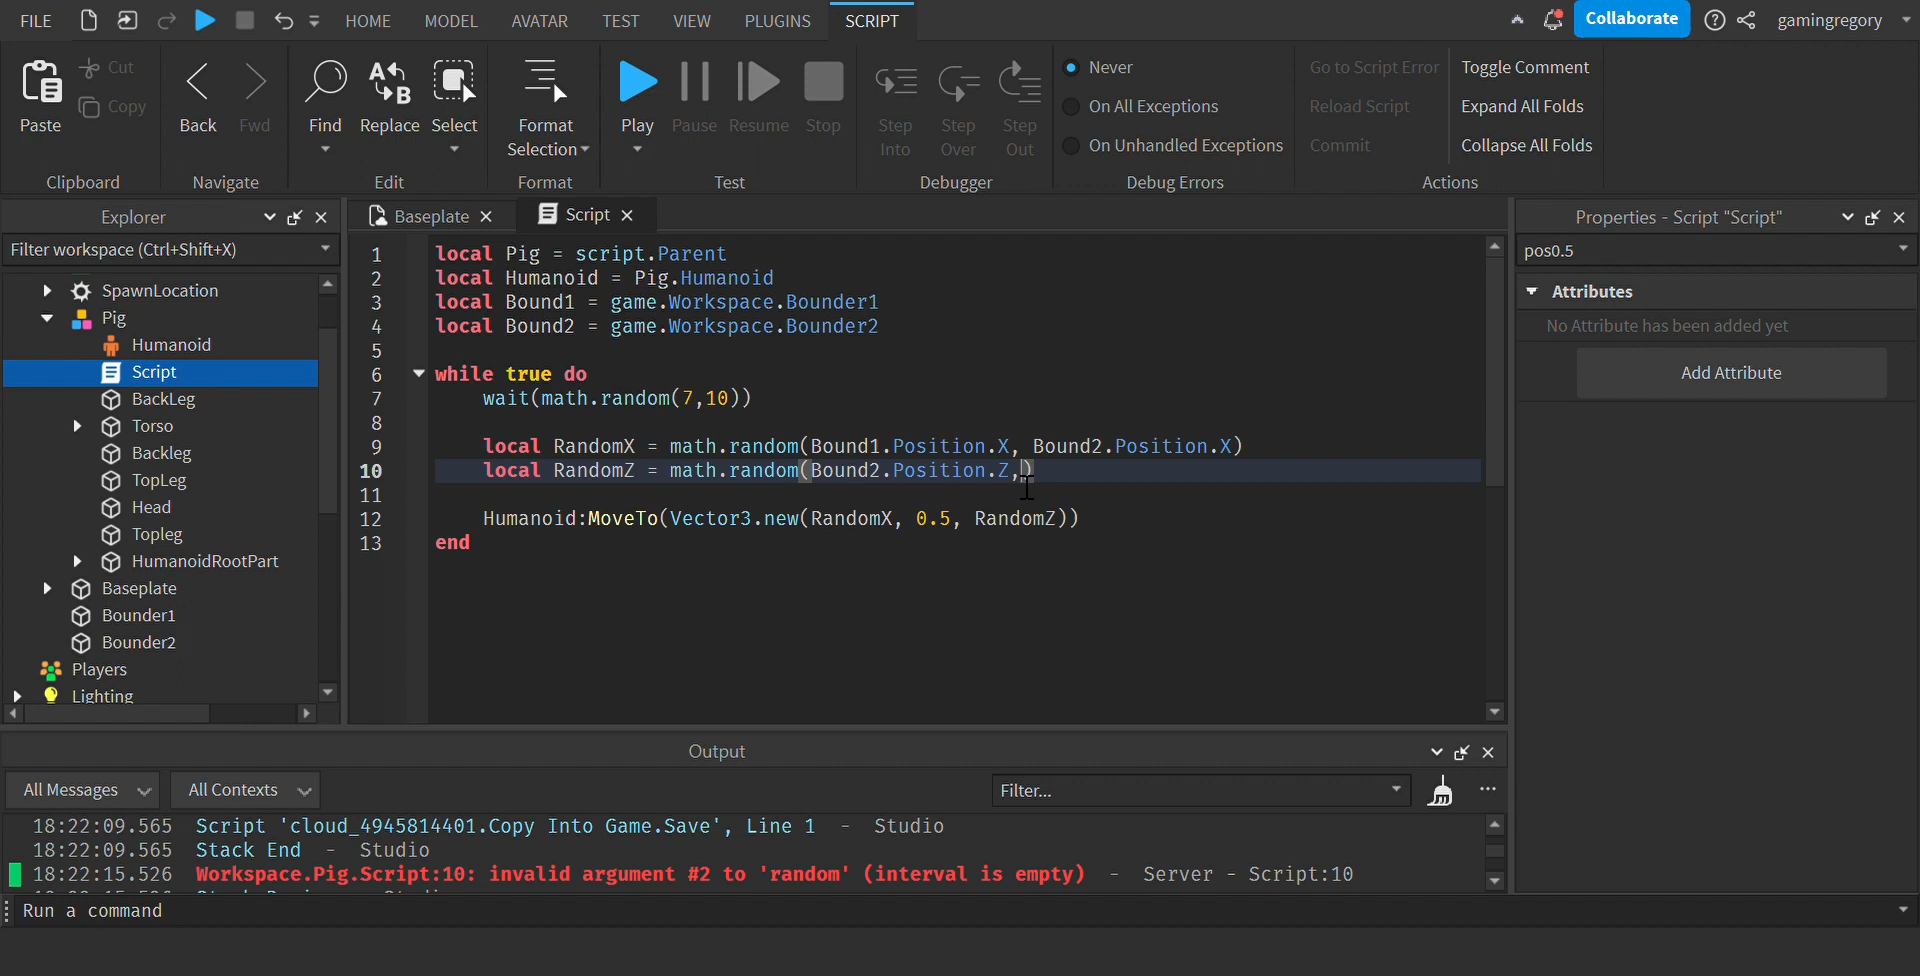 FILE HOME MODEL AVATAR TEST VIEW PLUGINS SCRIPT Collaborate gamingregory
Paste Cut Copy Back Fwd Find Replace Select Format Selection Play Pause Resume Stop Step Into Step Over Step Out
Never
On All Exceptions
On Unhandled Exceptions
Go to Script Error
Reload Script
Commit
Toggle Comment
Expand All Folds
Collapse All Folds
Clipboard Navigate Edit Format Test Debugger Debug Errors Actions
Explorer
Filter workspace (Ctrl+Shift+X)
SpawnLocation
Pig
Humanoid
Script
BackLeg
Torso
Backleg
TopLeg
Head
Topleg
HumanoidRootPart
Baseplate
Bounder1
Bounder2
Players
Lighting
Baseplate Script
1 local Pig = script.Parent
2 local Humanoid = Pig.Humanoid
3 local Bound1 = game.Workspace.Bounder1
4 local Bound2 = game.Workspace.Bounder2
5
6 while true do
7 wait(math.random(7,10))
8
9 local RandomX = math.random(Bound1.Position.X, Bound2.Position.X)
10 local RandomZ = math.random(Bound2.Position.Z,)
11
12 Humanoid:MoveTo(Vector3.new(RandomX, 0.5, RandomZ))
13 end
Properties - Script "Script"
pos0.5
Attributes
No Attribute has been added yet
Add Attribute
Output
All Messages All Contexts Filter...
18:22:09.565 Script 'cloud_4945814401.Copy Into Game.Save', Line 1 - Studio
18:22:09.565 Stack End - Studio
18:22:15.526 Workspace.Pig.Script:10: invalid argument #2 to 'random' (interval is empty) - Server - Script:10
Run a command